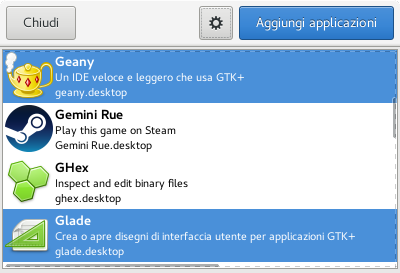 Chiudi
Aggiungi applicazioni
Geany
Un IDE veloce e leggero che usa GTK+
geany.desktop
Gemini Rue
Play this game on Steam
Gemini Rue.desktop
GHex
Inspect and edit binary files
ghex.desktop
Glade
Crea o apre disegni di interfaccia utente per applicazioni GTK+
glade.desktop